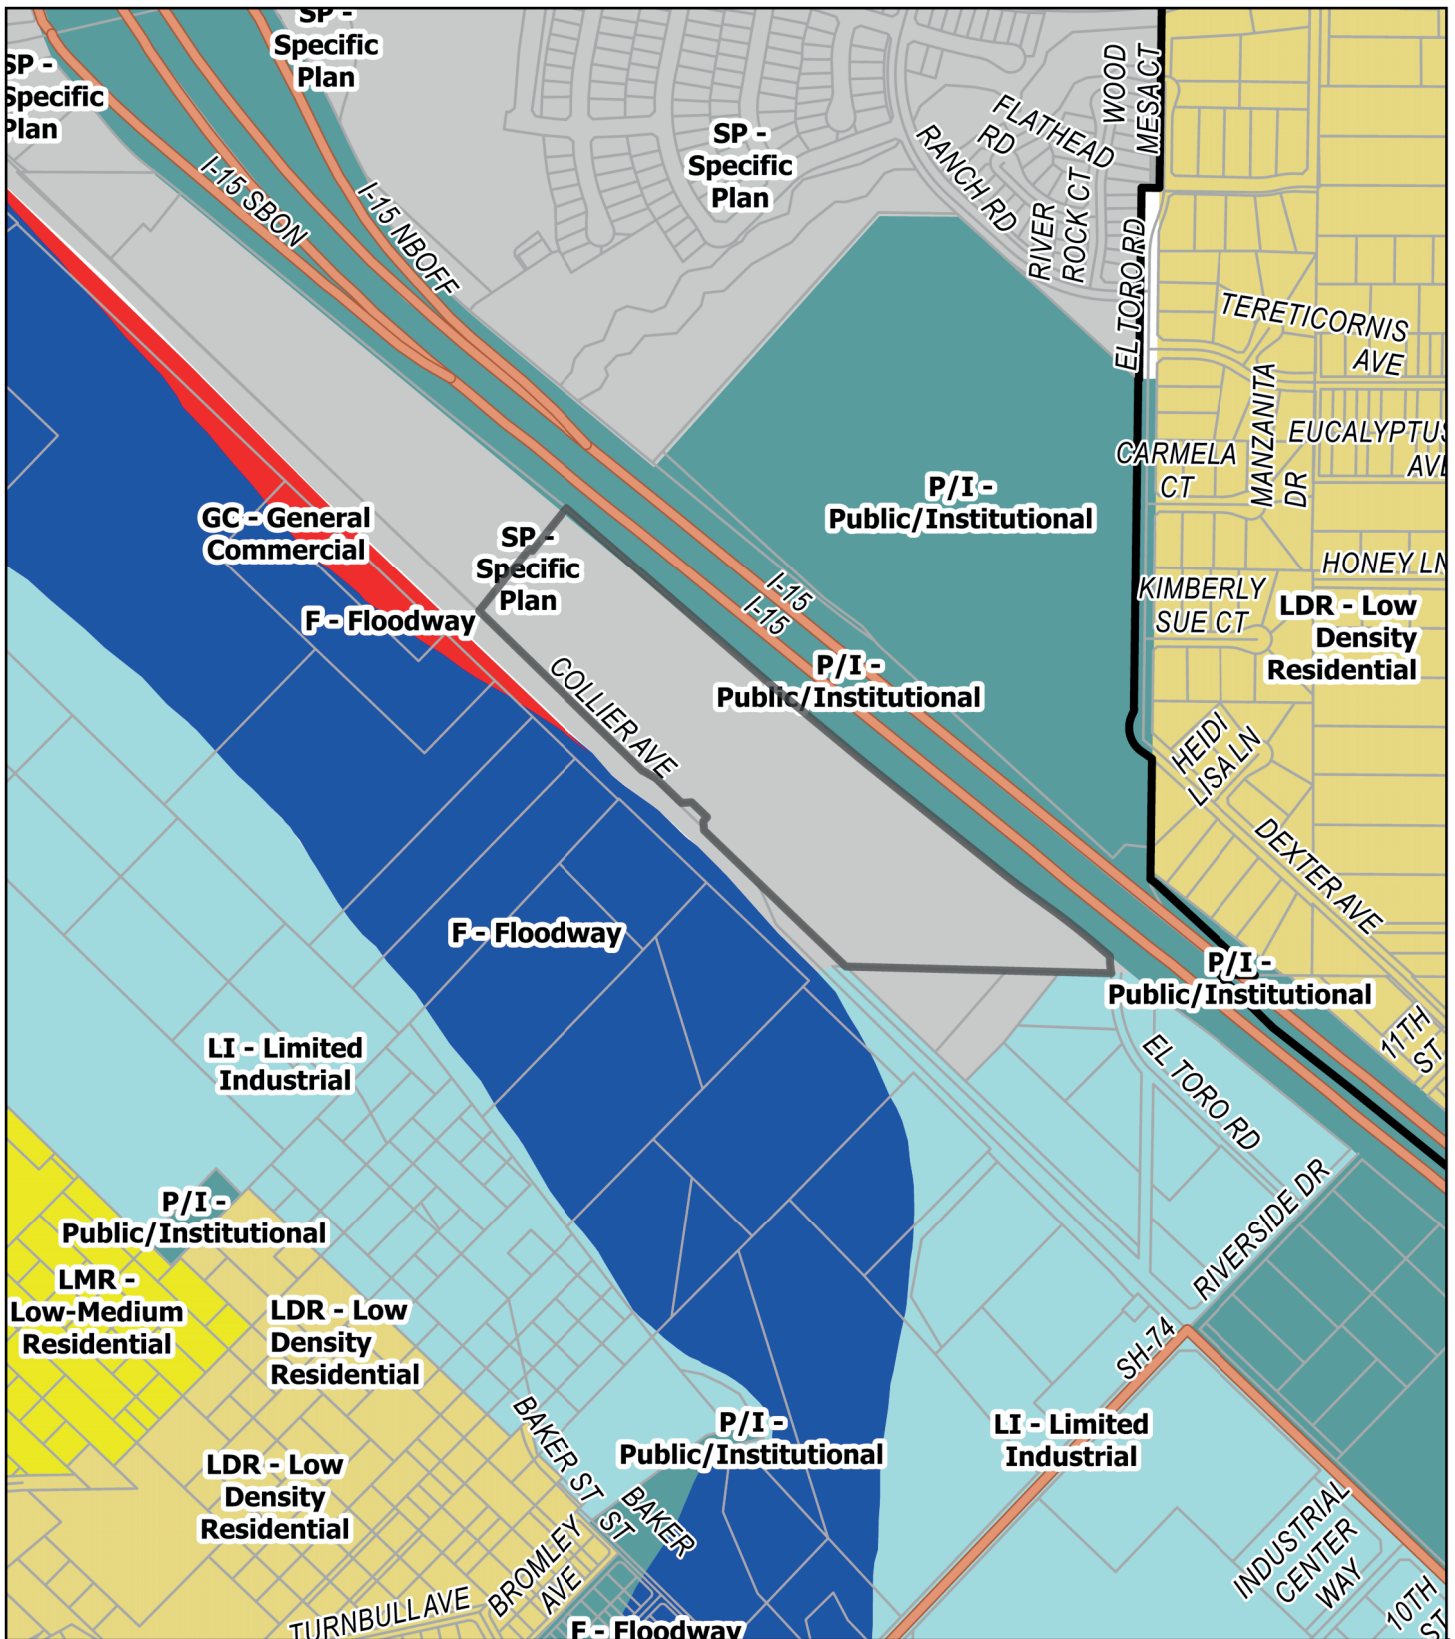 SP -
Specific
Plan
SP -
Specific
Plan
SP -
Specific
Plan
WOOD
MESA CT
FLATHEAD
RD
RANCH RD
RIVER
ROCK CT
EL TORO RD
I-15 SBON
I-15 NBOFF
TERETICORNIS
AVE
MANZANITA
DR
EUCALYPTUS
AVE
CARMELA
CT
P/I -
Public/Institutional
GC - General
Commercial
SP -
Specific
Plan
F - Floodway
I-15
I-15
HONEY LN
KIMBERLY
SUE CT
LDR - Low
Density
Residential
P/I -
Public/Institutional
COLLIER AVE
HEIDI
LISA LN
DEXTER AVE
F - Floodway
P/I -
Public/Institutional
11TH
ST
LI - Limited
Industrial
EL TORO RD
RIVERSIDE DR
P/I -
Public/Institutional
LMR -
Low-Medium
Residential
LDR - Low
Density
Residential
SH-74
BAKER ST
P/I -
Public/Institutional
LI - Limited
Industrial
LDR - Low
Density
Residential
BAKER
ST
BROMLEY
AVE
INDUSTRIAL
CENTER
WAY
10TH
ST
TURNBULL AVE
F - Floodway